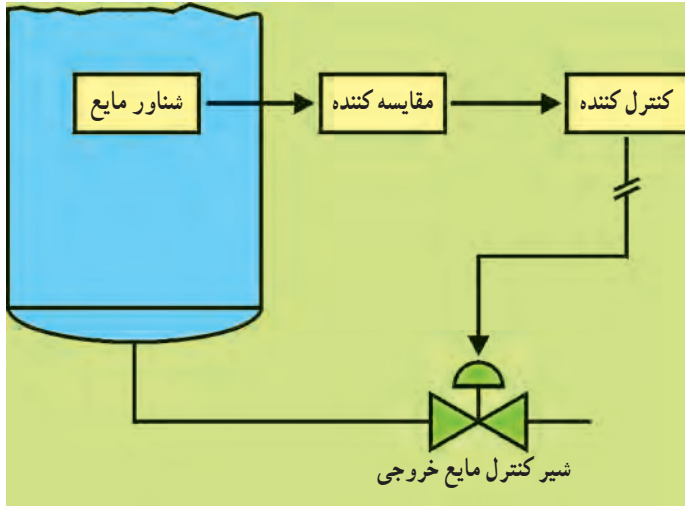 شناور مایع
مقایسه کننده
کنترل کننده
شیر کنترل مایع خروجی